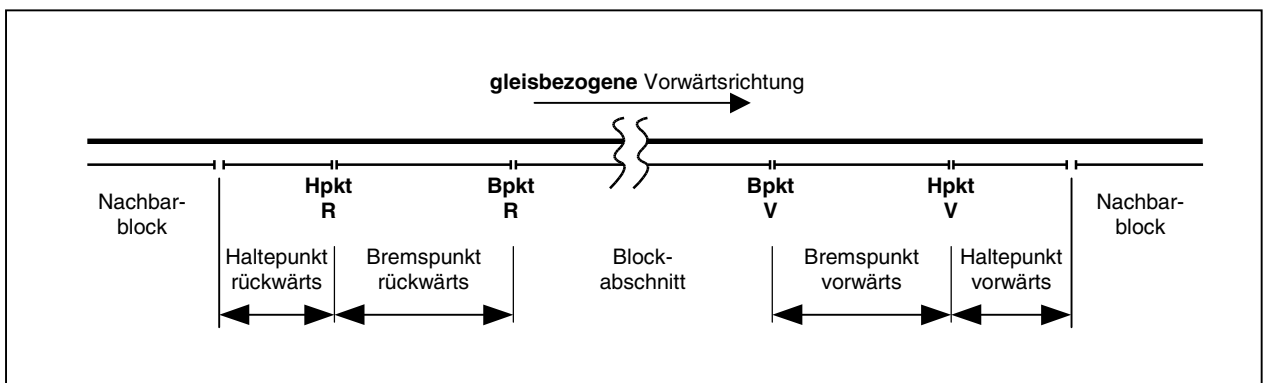 gleisbezogene Vorwärtsrichtung
Hpkt
R
Bpkt
R
Bpkt
V
Hpkt
V
Nachbar-
block
Nachbar-
block
Haltepunkt
rückwärts
Bremspunkt
rückwärts
Block-
abschnitt
Bremspunkt
vorwärts
Haltepunkt
vorwärts